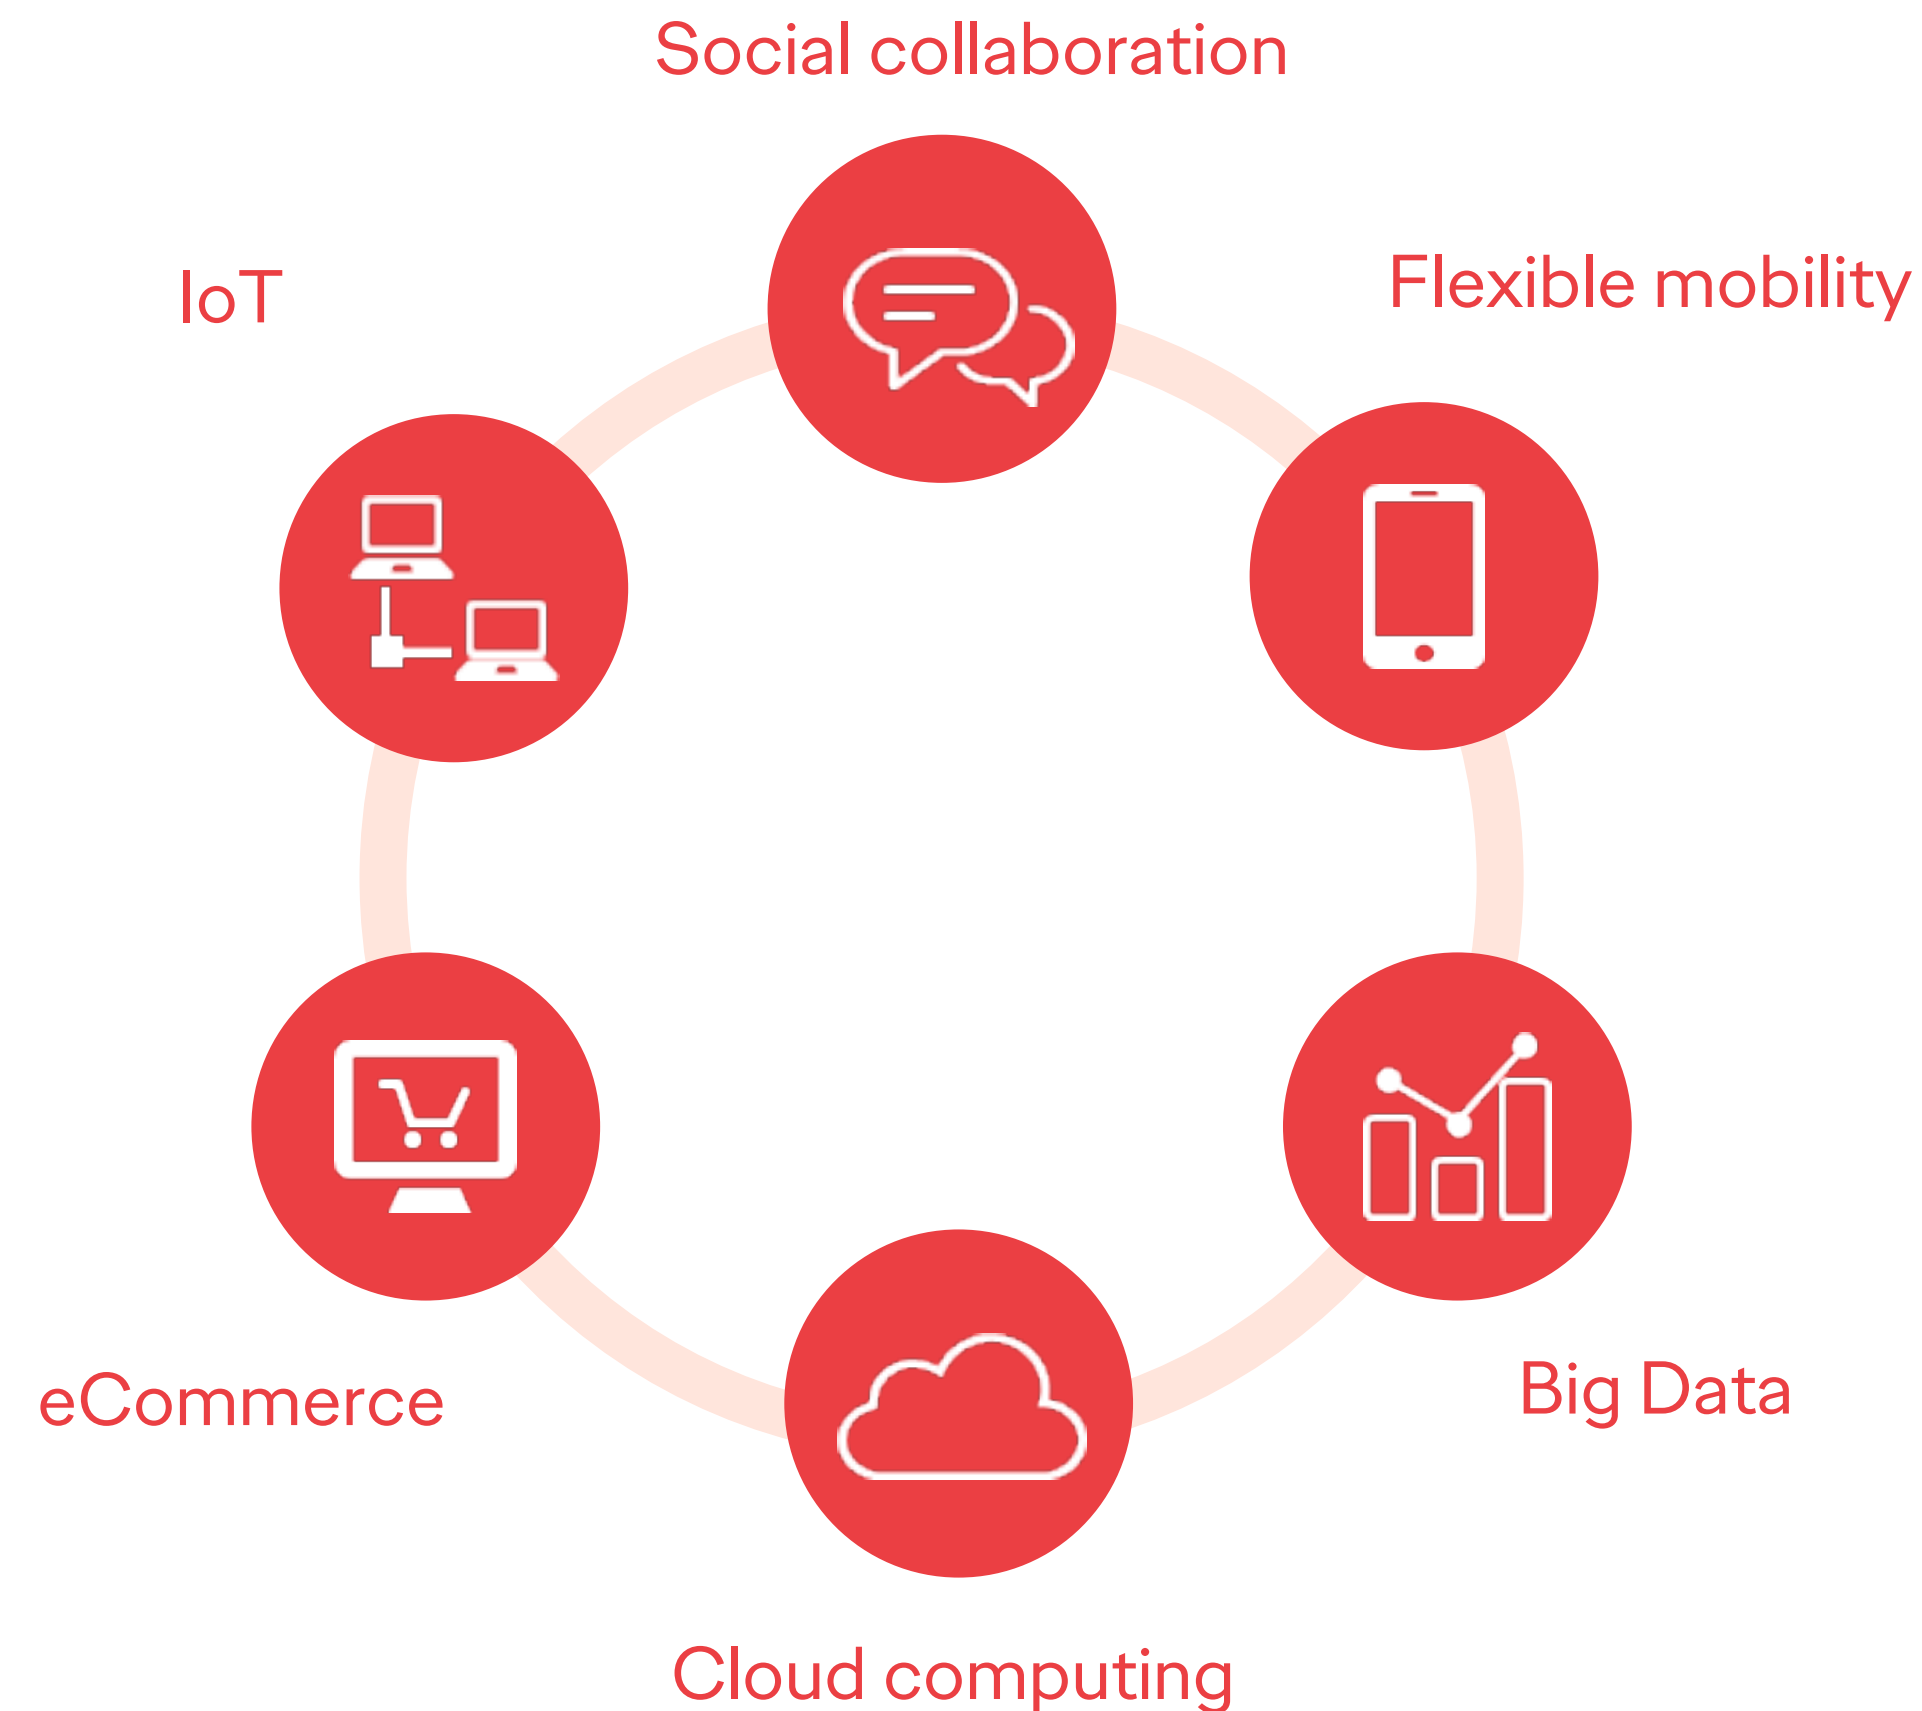 Social collaboration
IoT
Flexible mobility
eCommerce
Big Data
Cloud computing